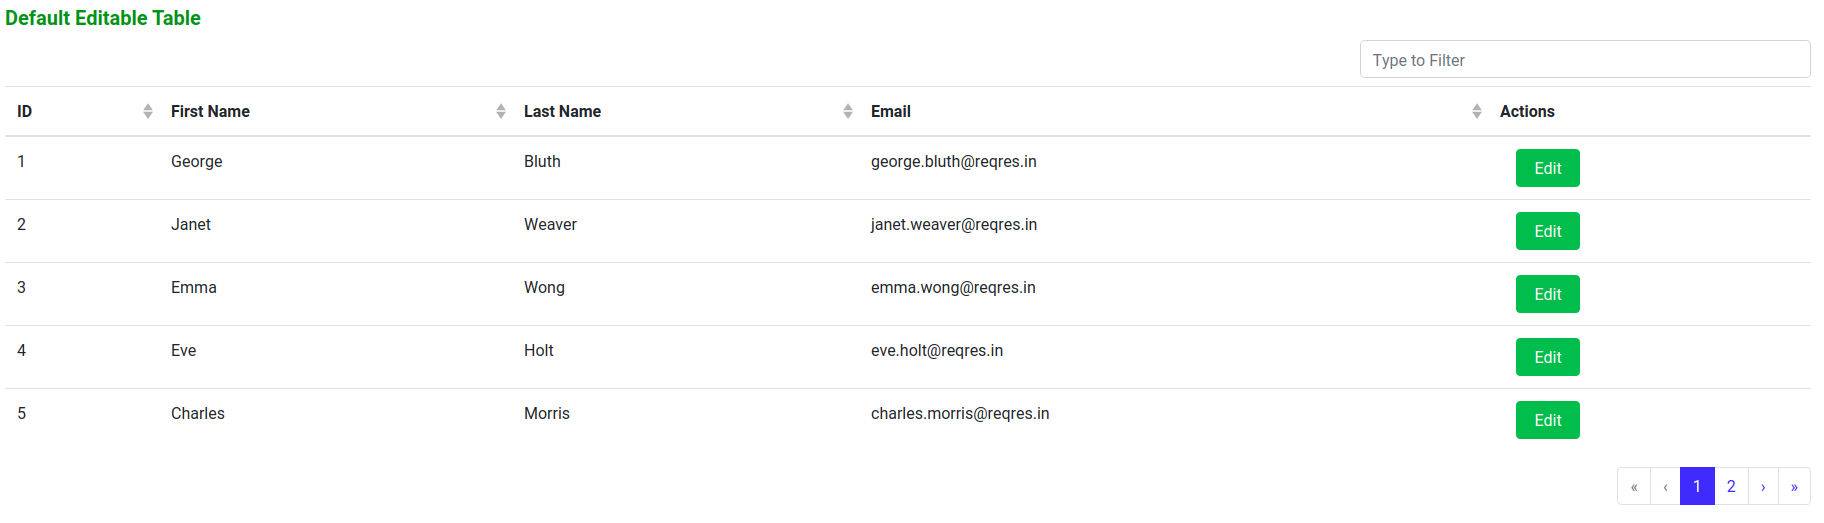 Default Editable Table
Type to Filter
ID First Name Last Name Email Actions
1 George Bluth george.bluth@reqres.in Edit
2 Janet Weaver janet.weaver@reqres.in Edit
3 Emma Wong emma.wong@reqres.in Edit
4 Eve Holt eve.holt@reqres.in Edit
5 Charles Morris charles.morris@reqres.in Edit
« ‹ 1 2 › »